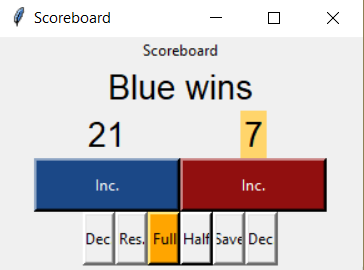 Scoreboard
Scoreboard
Blue wins
21 7
Inc. Inc.
Dec Res. Full Half Save Dec